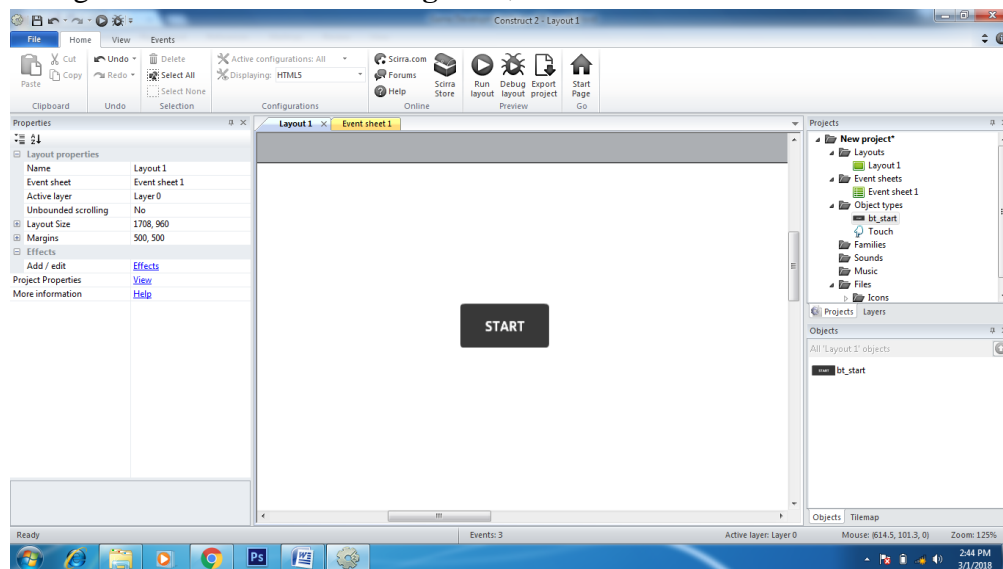 Construct 2 - Layout 1
File Home View Events
Paste
Cut
Copy
Clipboard
Undo
Redo
Undo
Delete
Select All
Select None
Selection
Active configurations: All
Displaying: HTML5
Configurations
Scirra.com
Forums
Help
Scirra Store
Online
Run layout
Debug layout
Export project
Preview
Start Page
Go
Properties
Layout properties
Name Layout 1
Event sheet Event sheet 1
Active layer Layer 0
Unbounded scrolling No
Layout Size 1708, 960
Margins 500, 500
Effects
Add / edit Effects
Project Properties View
More information Help
Layout 1 Event sheet 1
START
Projects
New project*
Layouts
Layout 1
Event sheets
Event sheet 1
Object types
bt_start
Touch
Families
Sounds
Music
Files
Icons
Projects Layers
Objects
All 'Layout 1' objects
bt_start
Objects Tilemap
Ready Events: 3 Active layer: Layer 0 Mouse: (614.5, 101.3, 0) Zoom: 125%
Ps
2:44 PM
3/1/2018